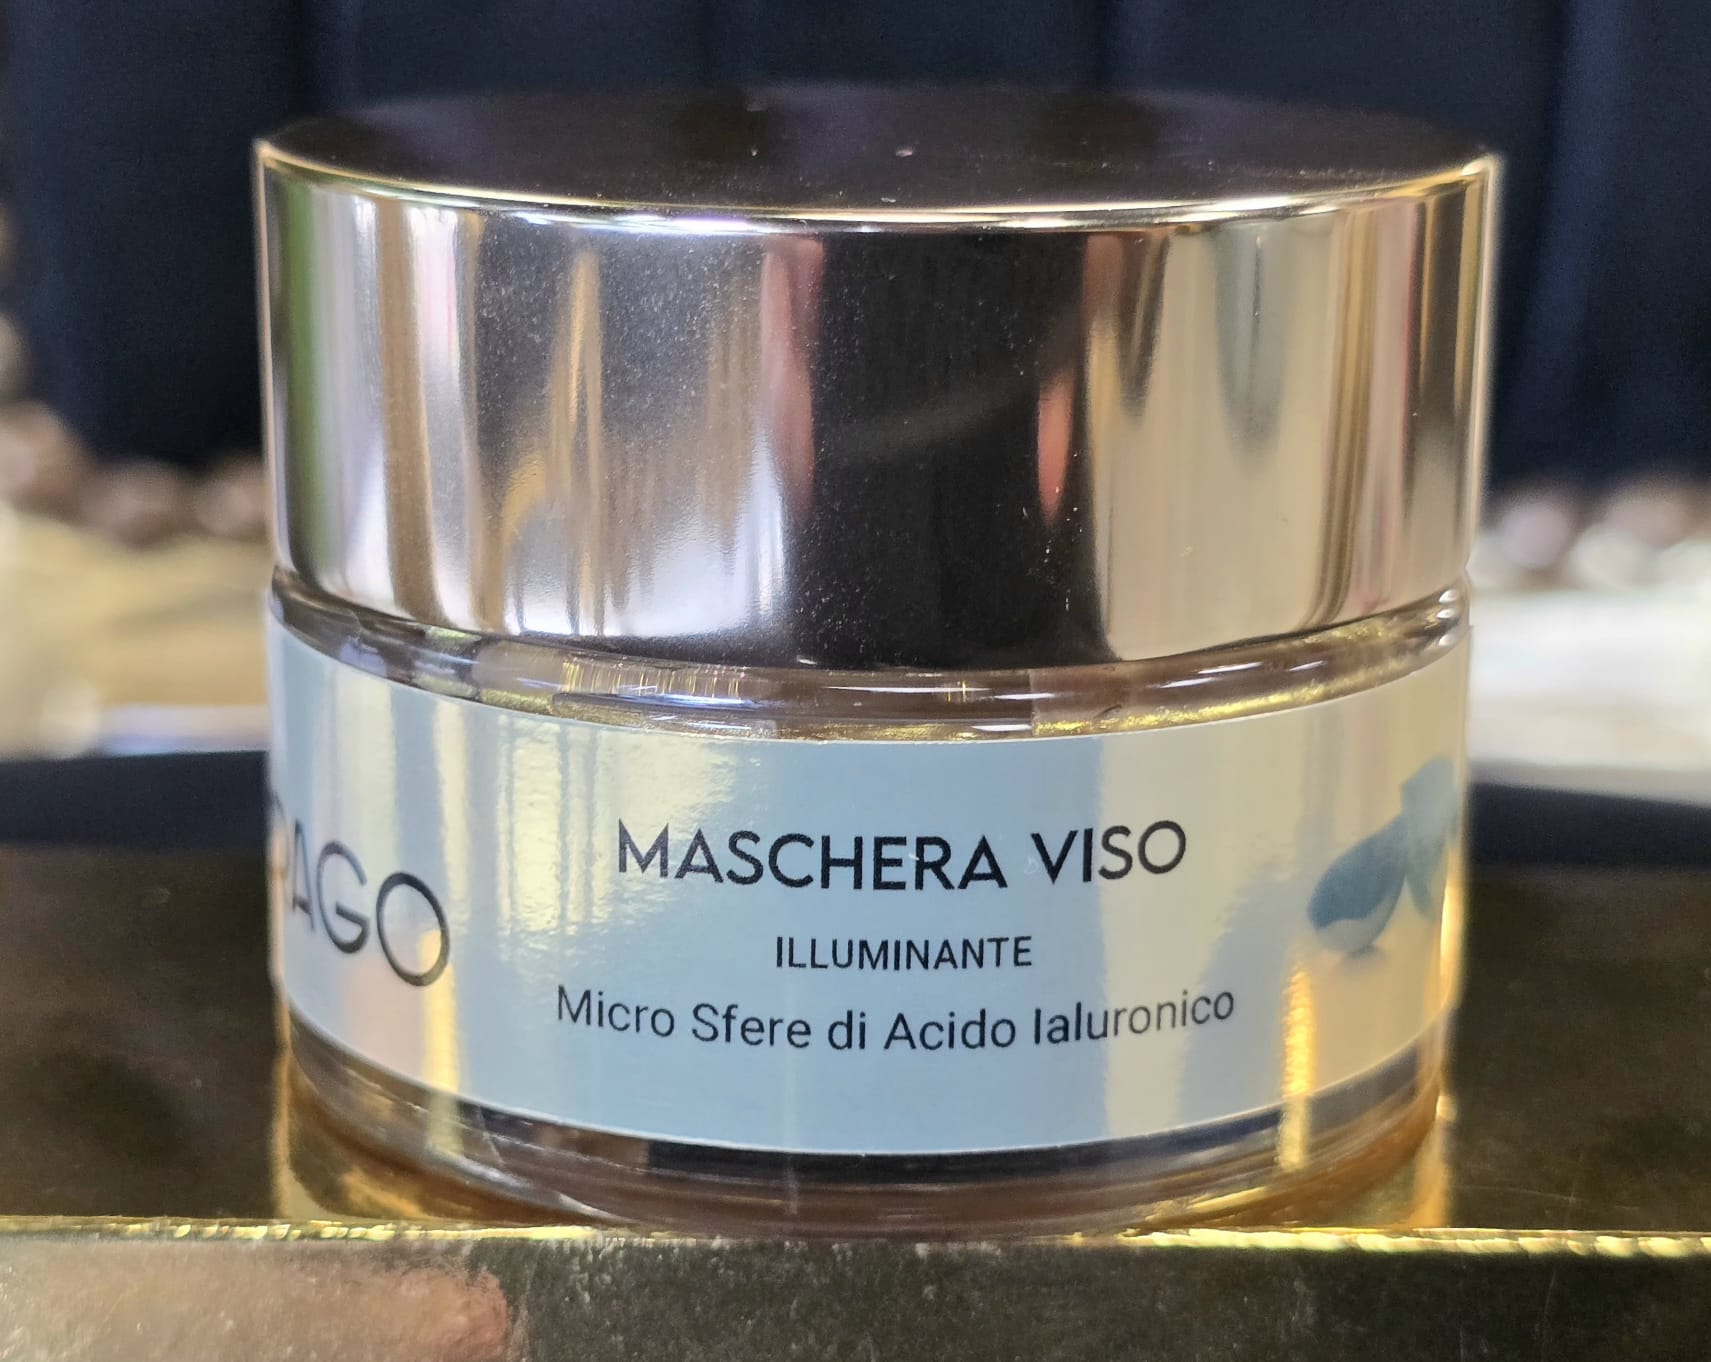 MASCHERA VISO
ILLUMINANTE
Micro Sfere di Acido Ialuronico